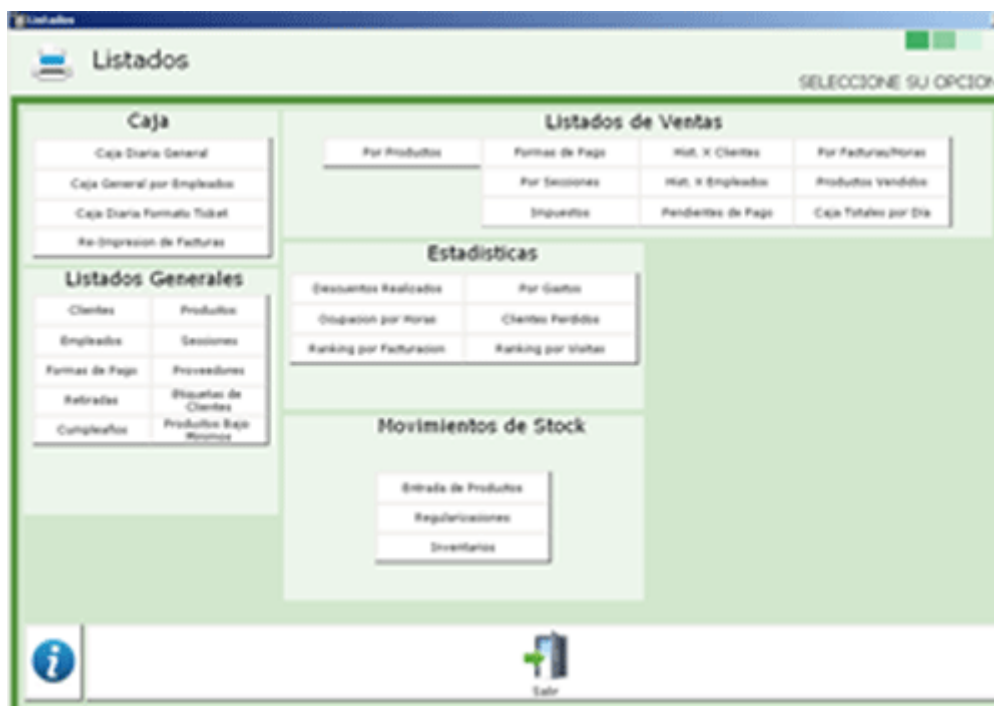 Listados
Listados
SELECCIONE SU OPCION
Caja
Caja Diaria General
Caja General por Empleados
Caja Diaria Formato Ticket
Re-Impresion de Facturas
Listados de Ventas
Por Productos
Formas de Pago
Hist. X Clientes
Por Facturas/Horas
Por Secciones
Hist. X Empleados
Productos Vendidos
Impuestos
Pendientes de Pago
Caja Totales por Día
Listados Generales
Clientes
Productos
Empleados
Secciones
Formas de Pago
Proveedores
Retiradas
Etiquetas de
Clientes
Cumpleaños
Productos Bajo
Minimos
Estadisticas
Descuentos Realizados
Por Gastos
Ocupacion por Horas
Clientes Perdidos
Ranking por Facturacion
Ranking por Visitas
Movimientos de Stock
Entrada de Productos
Regularizaciones
Inventarios
Salir